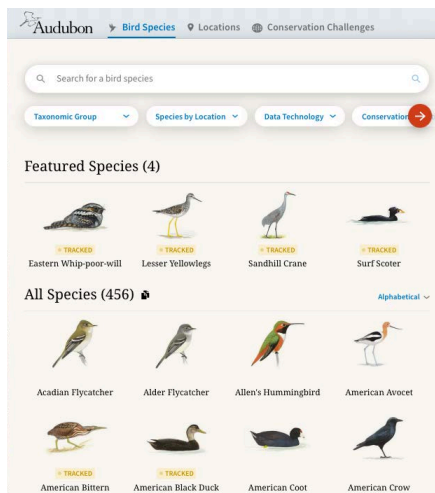 Audubon
Bird Species
Locations
Conservation Challenges
Search for a bird species
Taxonomic Group
Species by Location
Data Technology
Conservation
Featured Species (4)
TRACKED
TRACKED
TRACKED
TRACKED
Eastern Whip-poor-will
Lesser Yellowlegs
Sandhill Crane
Surf Scoter
All Species (456)
Alphabetical
Acadian Flycatcher
Alder Flycatcher
Allen's Hummingbird
American Avocet
TRACKED
TRACKED
American Bittern
American Black Duck
American Coot
American Crow